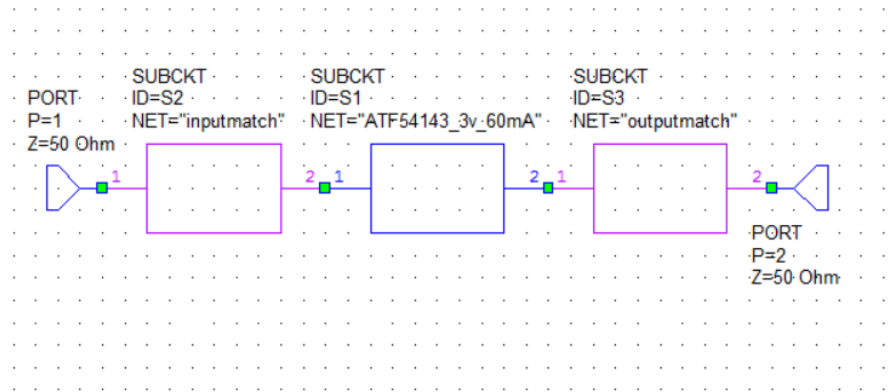 PORT
P=1
Z=50 Ohm
1
SUBCKT
ID=S2
NET="inputmatch"
2
1
SUBCKT
ID=S1
NET="ATF54143_3v_60mA"
2
1
SUBCKT
ID=S3
NET="outputmatch"
2
PORT
P=2
Z=50 Ohm